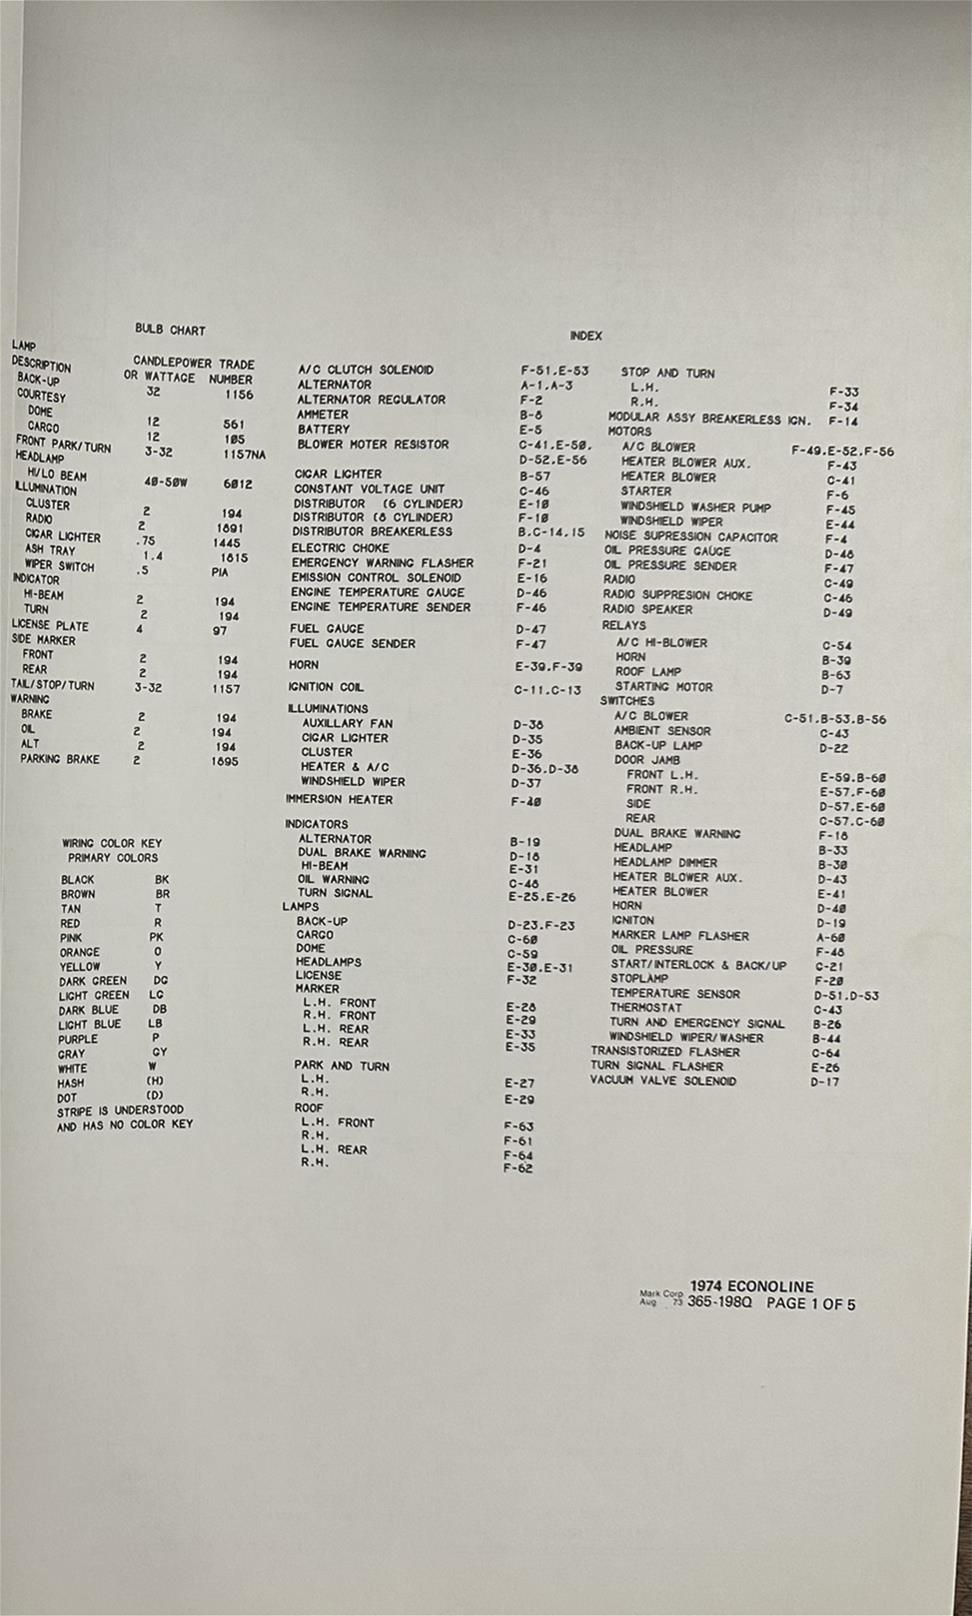 BULB CHART
LAMP
DESCRIPTION CANDLEPOWER TRADE
OR WATTAGE NUMBER
BACK-UP 32 1156
COURTESY
DOME 12 561
CARGO 12 105
FRONT PARK/TURN 3-32 1157NA
HEADLAMP
HI/LO BEAM 40-50W 6012
ILLUMINATION
CLUSTER 2 194
RADIO 2 1891
CIGAR LIGHTER .75 1445
ASH TRAY 1.4 1815
WIPER SWITCH .5 PIA
INDICATOR
HI-BEAM 2 194
TURN 2 194
LICENSE PLATE 4 97
SIDE MARKER
FRONT 2 194
REAR 2 194
TAIL/STOP/TURN 3-32 1157
WARNING
BRAKE 2 194
OIL 2 194
ALT 2 194
PARKING BRAKE 2 1895
WIRING COLOR KEY
PRIMARY COLORS
BLACK BK
BROWN BR
TAN T
RED R
PINK PK
ORANGE O
YELLOW Y
DARK GREEN DG
LIGHT GREEN LG
DARK BLUE DB
LIGHT BLUE LB
PURPLE P
GRAY GY
WHITE W
HASH (H)
DOT (D)
STRIPE IS UNDERSTOOD
AND HAS NO COLOR KEY
INDEX
A/C CLUTCH SOLENOID F-51.E-53
ALTERNATOR A-1.A-3
ALTERNATOR REGULATOR F-2
AMMETER B-8
BATTERY E-5
BLOWER MOTER RESISTOR C-41.E-50.
D-52.E-56
CIGAR LIGHTER B-57
CONSTANT VOLTAGE UNIT C-46
DISTRIBUTOR (6 CYLINDER) E-10
DISTRIBUTOR (8 CYLINDER) F-10
DISTRIBUTOR BREAKERLESS B.C-14.15
ELECTRIC CHOKE D-4
EMERGENCY WARNING FLASHER F-21
EMISSION CONTROL SOLENOID E-16
ENGINE TEMPERATURE GAUGE D-46
ENGINE TEMPERATURE SENDER F-46
FUEL GAUGE D-47
FUEL GAUGE SENDER F-47
HORN E-39.F-39
IGNITION COIL C-11.C-13
ILLUMINATIONS
AUXILLARY FAN D-38
CIGAR LIGHTER D-35
CLUSTER E-36
HEATER & A/C D-36.D-38
WINDSHIELD WIPER D-37
IMMERSION HEATER F-40
INDICATORS
ALTERNATOR B-19
DUAL BRAKE WARNING D-18
HI-BEAM E-31
OIL WARNING C-48
TURN SIGNAL E-25.E-26
LAMPS
BACK-UP D-23.F-23
CARGO C-60
DOME C-59
HEADLAMPS E-30.E-31
LICENSE F-32
MARKER
L.H. FRONT E-28
R.H. FRONT E-29
L.H. REAR E-33
R.H. REAR E-35
PARK AND TURN
L.H. E-27
R.H. E-29
ROOF
L.H. FRONT F-63
R.H. F-61
L.H. REAR F-64
R.H. F-62
STOP AND TURN
L.H. F-33
R.H. F-34
MODULAR ASSY BREAKERLESS IGN. F-14
MOTORS
A/C BLOWER F-49.E-52.F-56
HEATER BLOWER AUX. F-43
HEATER BLOWER C-41
STARTER F-6
WINDSHIELD WASHER PUMP F-45
WINDSHIELD WIPER E-44
NOISE SUPRESSION CAPACITOR F-4
OIL PRESSURE GAUGE D-48
OIL PRESSURE SENDER F-47
RADIO C-49
RADIO SUPPRESION CHOKE C-46
RADIO SPEAKER D-49
RELAYS
A/C HI-BLOWER C-54
HORN B-39
ROOF LAMP B-63
STARTING MOTOR D-7
SWITCHES
A/C BLOWER C-51.B-53.B-56
AMBIENT SENSOR C-43
BACK-UP LAMP D-22
DOOR JAMB
FRONT L.H. E-59.B-60
FRONT R.H. E-57.F-60
SIDE D-57.E-60
REAR C-57.C-60
DUAL BRAKE WARNING F-18
HEADLAMP B-33
HEADLAMP DIMMER B-30
HEATER BLOWER AUX. D-43
HEATER BLOWER E-41
HORN D-40
IGNITON D-19
MARKER LAMP FLASHER A-60
OIL PRESSURE F-48
START/INTERLOCK & BACK/UP C-21
STOPLAMP F-20
TEMPERATURE SENSOR D-51.D-53
THERMOSTAT C-43
TURN AND EMERGENCY SIGNAL B-26
WINDSHIELD WIPER/WASHER B-44
TRANSISTORIZED FLASHER C-64
TURN SIGNAL FLASHER E-26
VACUUM VALVE SOLENOID D-17
1974 ECONOLINE
Mark Corp
Aug 73 365-198Q PAGE 1 OF 5